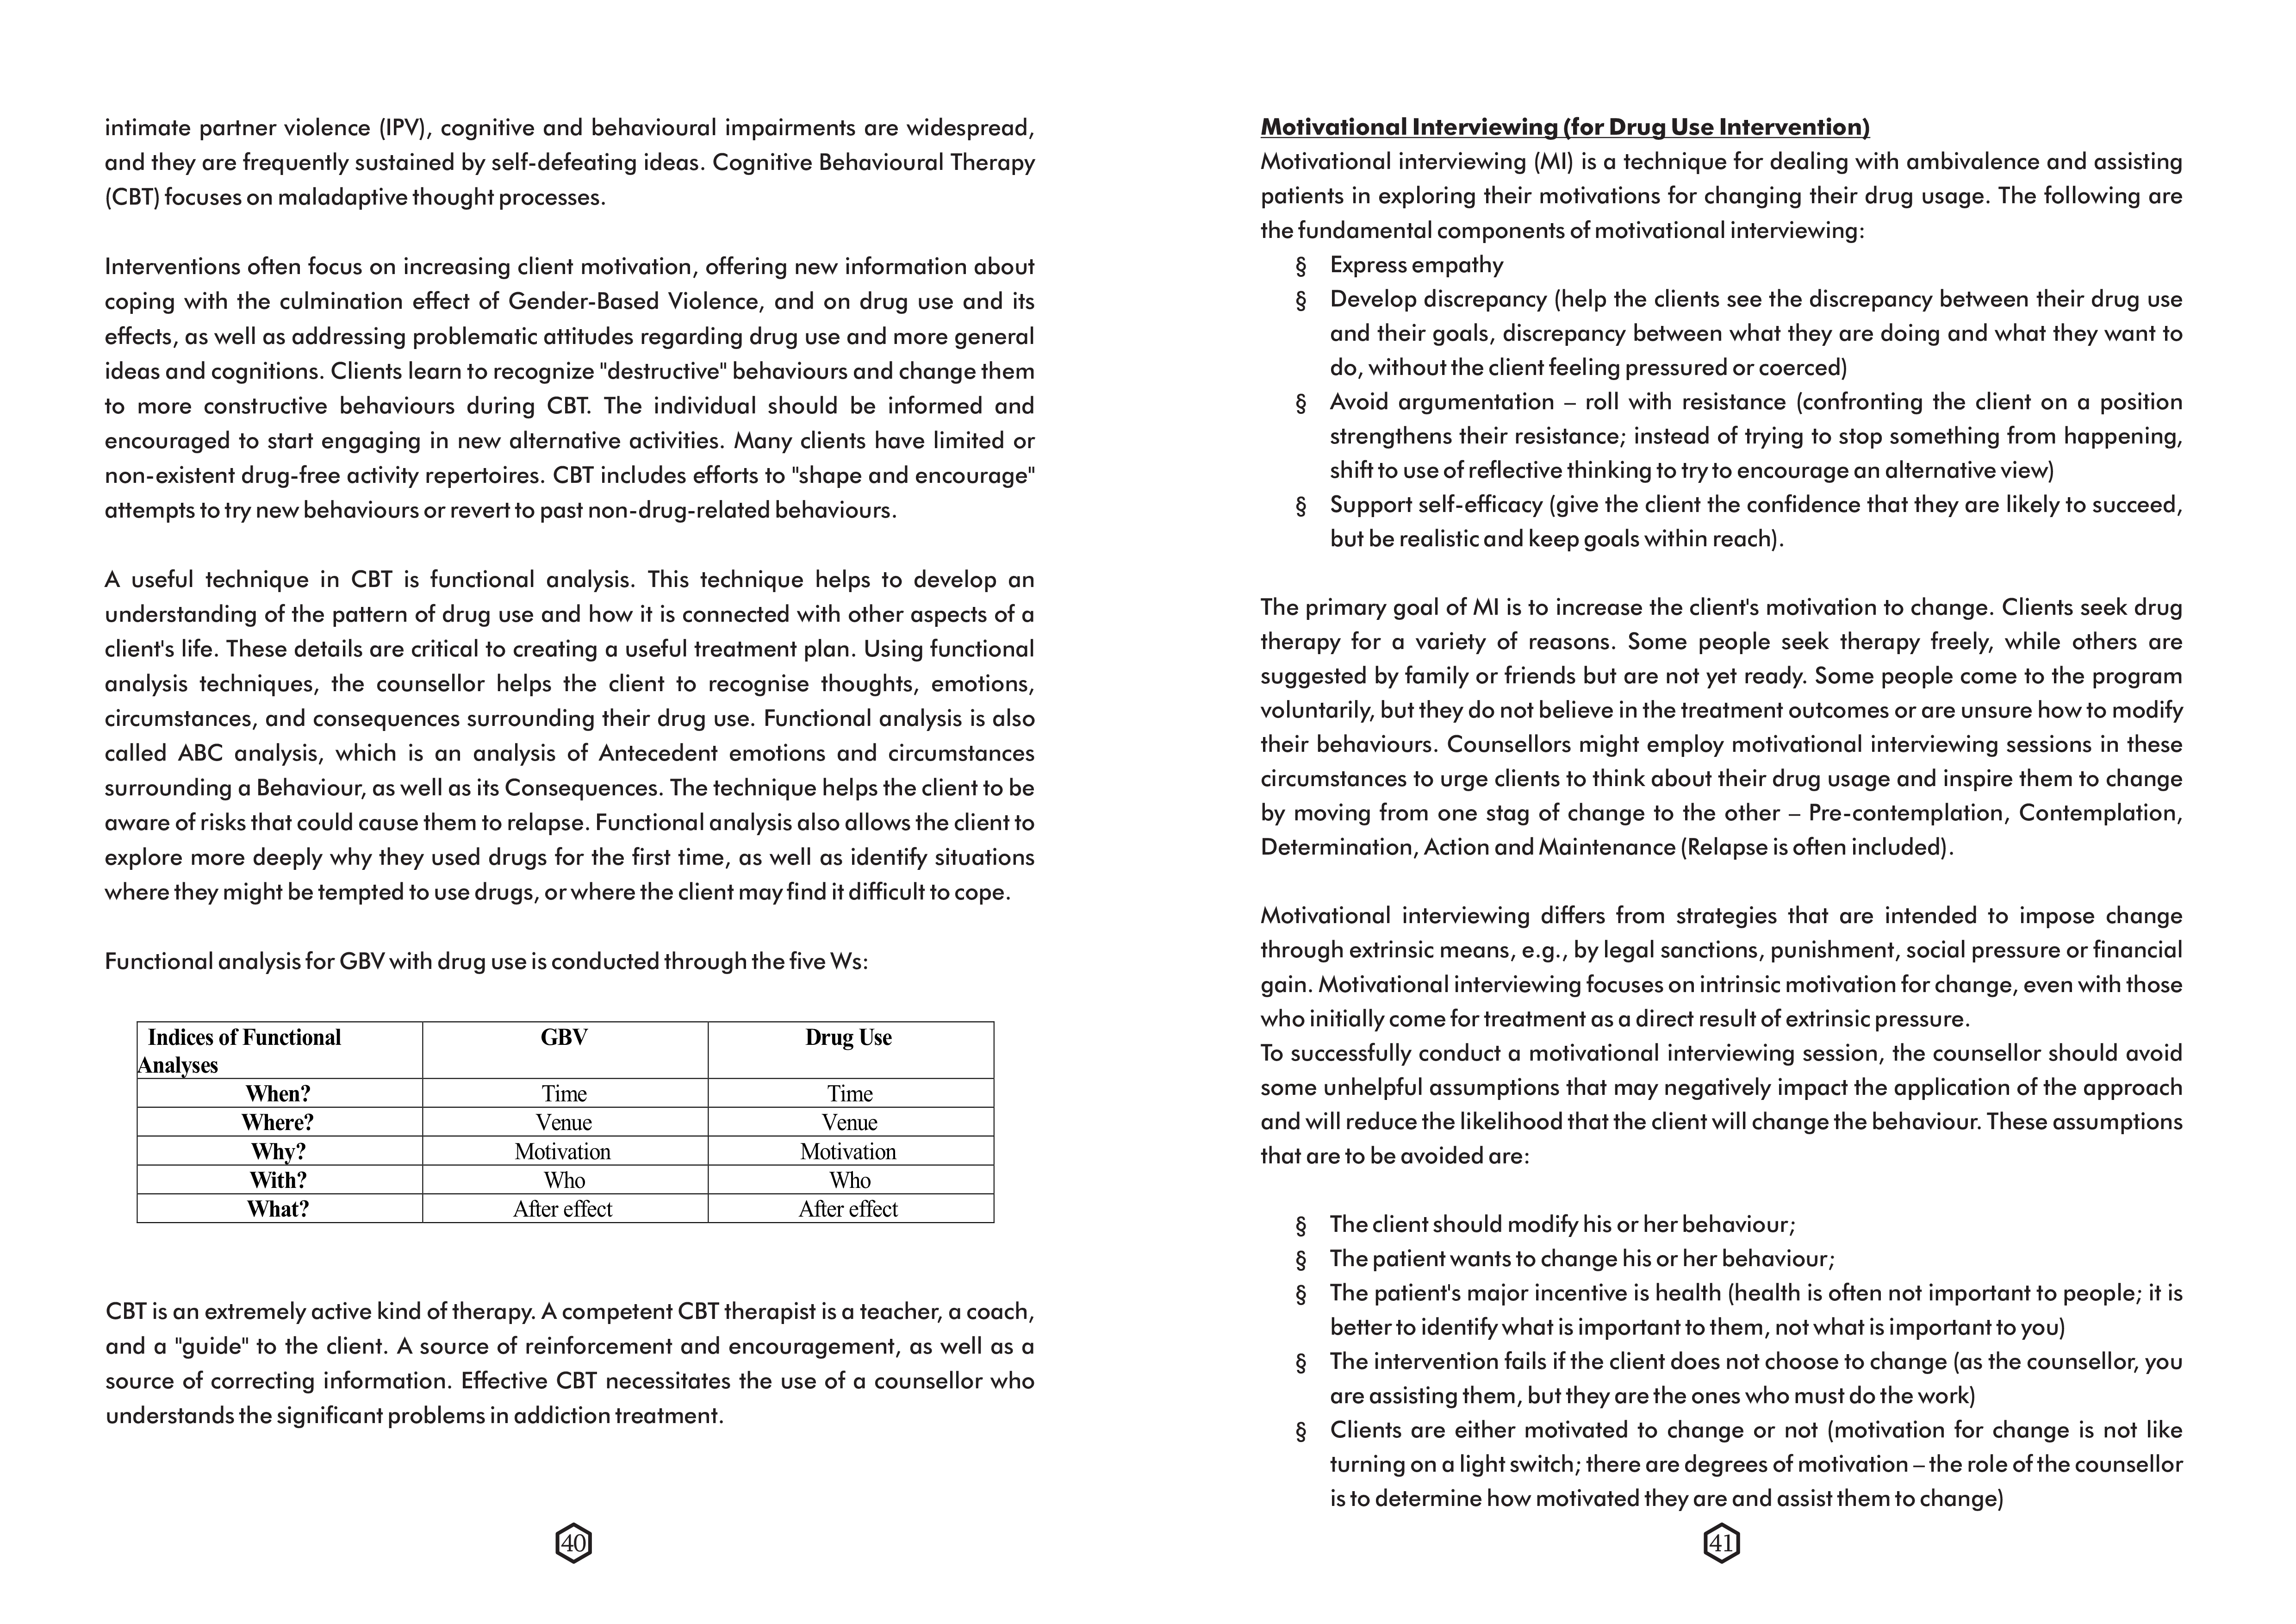 intimate partner violence (IPV), cognitive and behavioural impairments are widespread,
and they are frequently sustained by self-defeating ideas. Cognitive Behavioural Therapy
(CBT) focuses on maladaptive thought processes.
Interventions often focus on increasing client motivation, offering new information about
coping with the culmination effect of Gender-Based Violence, and on drug use and its
effects, as well as addressing problematic attitudes regarding drug use and more general
ideas and cognitions. Clients learn to recognize "destructive" behaviours and change them
to more constructive behaviours during CBT. The individual should be informed and
encouraged to start engaging in new alternative activities. Many clients have limited or
non-existent drug-free activity repertoires. CBT includes efforts to "shape and encourage"
attempts to try new behaviours or revert to past non-drug-related behaviours.
A useful technique in CBT is functional analysis. This technique helps to develop an
understanding of the pattern of drug use and how it is connected with other aspects of a
client's life. These details are critical to creating a useful treatment plan. Using functional
analysis techniques, the counsellor helps the client to recognise thoughts, emotions,
circumstances, and consequences surrounding their drug use. Functional analysis is also
called ABC analysis, which is an analysis of Antecedent emotions and circumstances
surrounding a Behaviour, as well as its Consequences. The technique helps the client to be
aware of risks that could cause them to relapse. Functional analysis also allows the client to
explore more deeply why they used drugs for the first time, as well as identify situations
where they might be tempted to use drugs, or where the client may find it difficult to cope.
Functional analysis for GBV with drug use is conducted through the five Ws:
Indices of Functional
Analyses GBV Drug Use
When? Time Time
Where? Venue Venue
Why? Motivation Motivation
With? Who Who
What? After effect After effect
CBT is an extremely active kind of therapy. A competent CBT therapist is a teacher, a coach,
and a "guide" to the client. A source of reinforcement and encouragement, as well as a
source of correcting information. Effective CBT necessitates the use of a counsellor who
understands the significant problems in addiction treatment.
40
Motivational Interviewing (for Drug Use Intervention)
Motivational interviewing (MI) is a technique for dealing with ambivalence and assisting
patients in exploring their motivations for changing their drug usage. The following are
the fundamental components of motivational interviewing:
§ Express empathy
§ Develop discrepancy (help the clients see the discrepancy between their drug use
and their goals, discrepancy between what they are doing and what they want to
do, without the client feeling pressured or coerced)
§ Avoid argumentation – roll with resistance (confronting the client on a position
strengthens their resistance; instead of trying to stop something from happening,
shift to use of reflective thinking to try to encourage an alternative view)
§ Support self-efficacy (give the client the confidence that they are likely to succeed,
but be realistic and keep goals within reach).
The primary goal of MI is to increase the client's motivation to change. Clients seek drug
therapy for a variety of reasons. Some people seek therapy freely, while others are
suggested by family or friends but are not yet ready. Some people come to the program
voluntarily, but they do not believe in the treatment outcomes or are unsure how to modify
their behaviours. Counsellors might employ motivational interviewing sessions in these
circumstances to urge clients to think about their drug usage and inspire them to change
by moving from one stag of change to the other – Pre-contemplation, Contemplation,
Determination, Action and Maintenance (Relapse is often included).
Motivational interviewing differs from strategies that are intended to impose change
through extrinsic means, e.g., by legal sanctions, punishment, social pressure or financial
gain. Motivational interviewing focuses on intrinsic motivation for change, even with those
who initially come for treatment as a direct result of extrinsic pressure.
To successfully conduct a motivational interviewing session, the counsellor should avoid
some unhelpful assumptions that may negatively impact the application of the approach
and will reduce the likelihood that the client will change the behaviour. These assumptions
that are to be avoided are:
§ The client should modify his or her behaviour;
§ The patient wants to change his or her behaviour;
§ The patient's major incentive is health (health is often not important to people; it is
better to identify what is important to them, not what is important to you)
§ The intervention fails if the client does not choose to change (as the counsellor, you
are assisting them, but they are the ones who must do the work)
§ Clients are either motivated to change or not (motivation for change is not like
turning on a light switch; there are degrees of motivation – the role of the counsellor
is to determine how motivated they are and assist them to change)
41